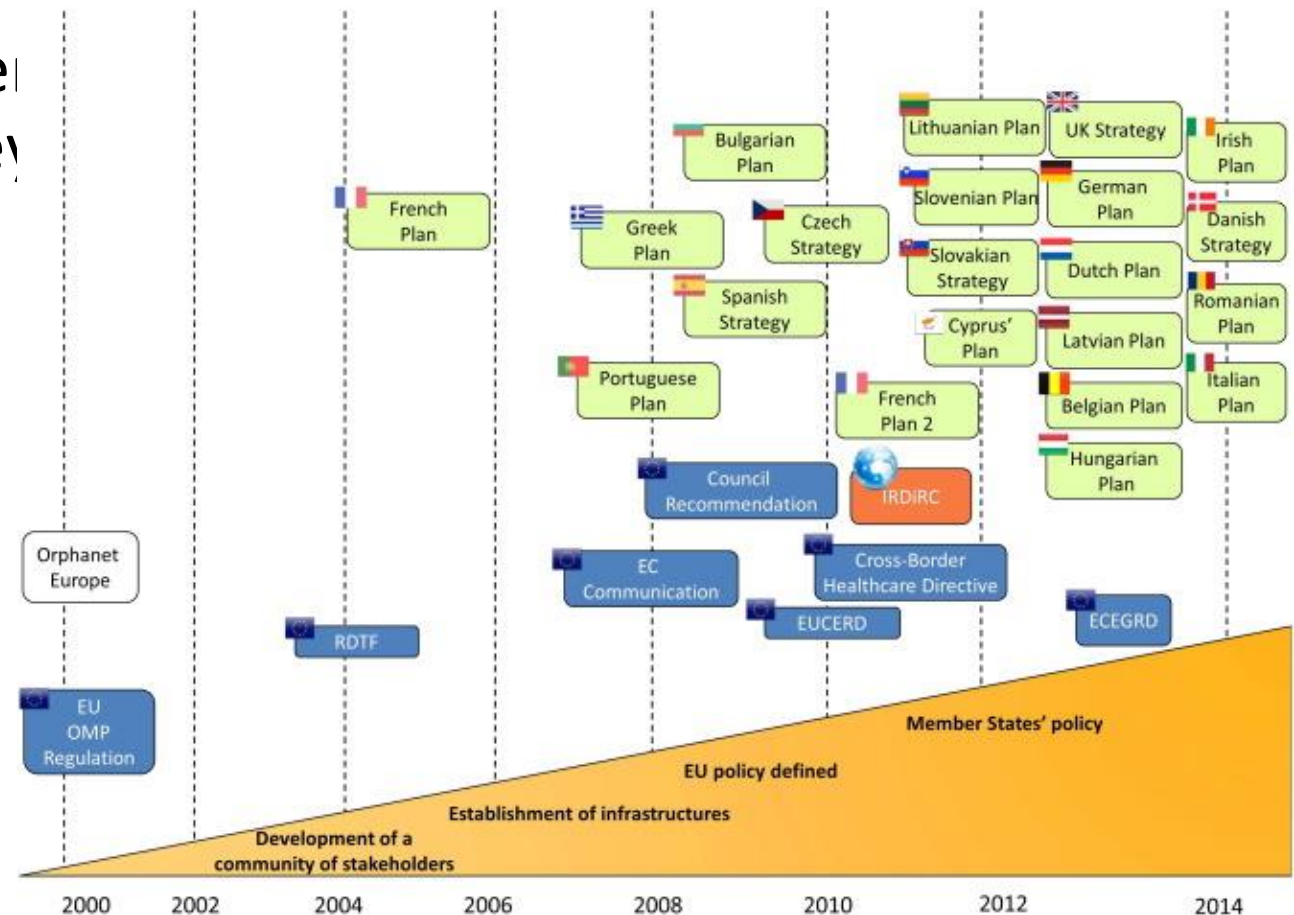 Lithuanian Plan
UK Strategy
Irish
Plan
Bulgarian
Plan
Slovenian Plan
German
Plan
French
Plan
Greek
Plan
Czech
Strategy
Danish
Strategy
Slovakian
Strategy
Dutch Plan
Spanish
Strategy
Romanian
Plan
Cyprus’
Plan
Latvian Plan
Portuguese
Plan
French
Plan 2
Belgian Plan
Italian
Plan
Hungarian
Plan
Council
Recommendation
IRDiRC
Orphanet
Europe
EC
Communication
Cross-Border
Healthcare Directive
EUCERD
ECEGRD
RDTF
EU
OMP
Regulation
Member States’ policy
EU policy defined
Establishment of infrastructures
Development of a
community of stakeholders
2000 2002 2004 2006 2008 2010 2012 2014